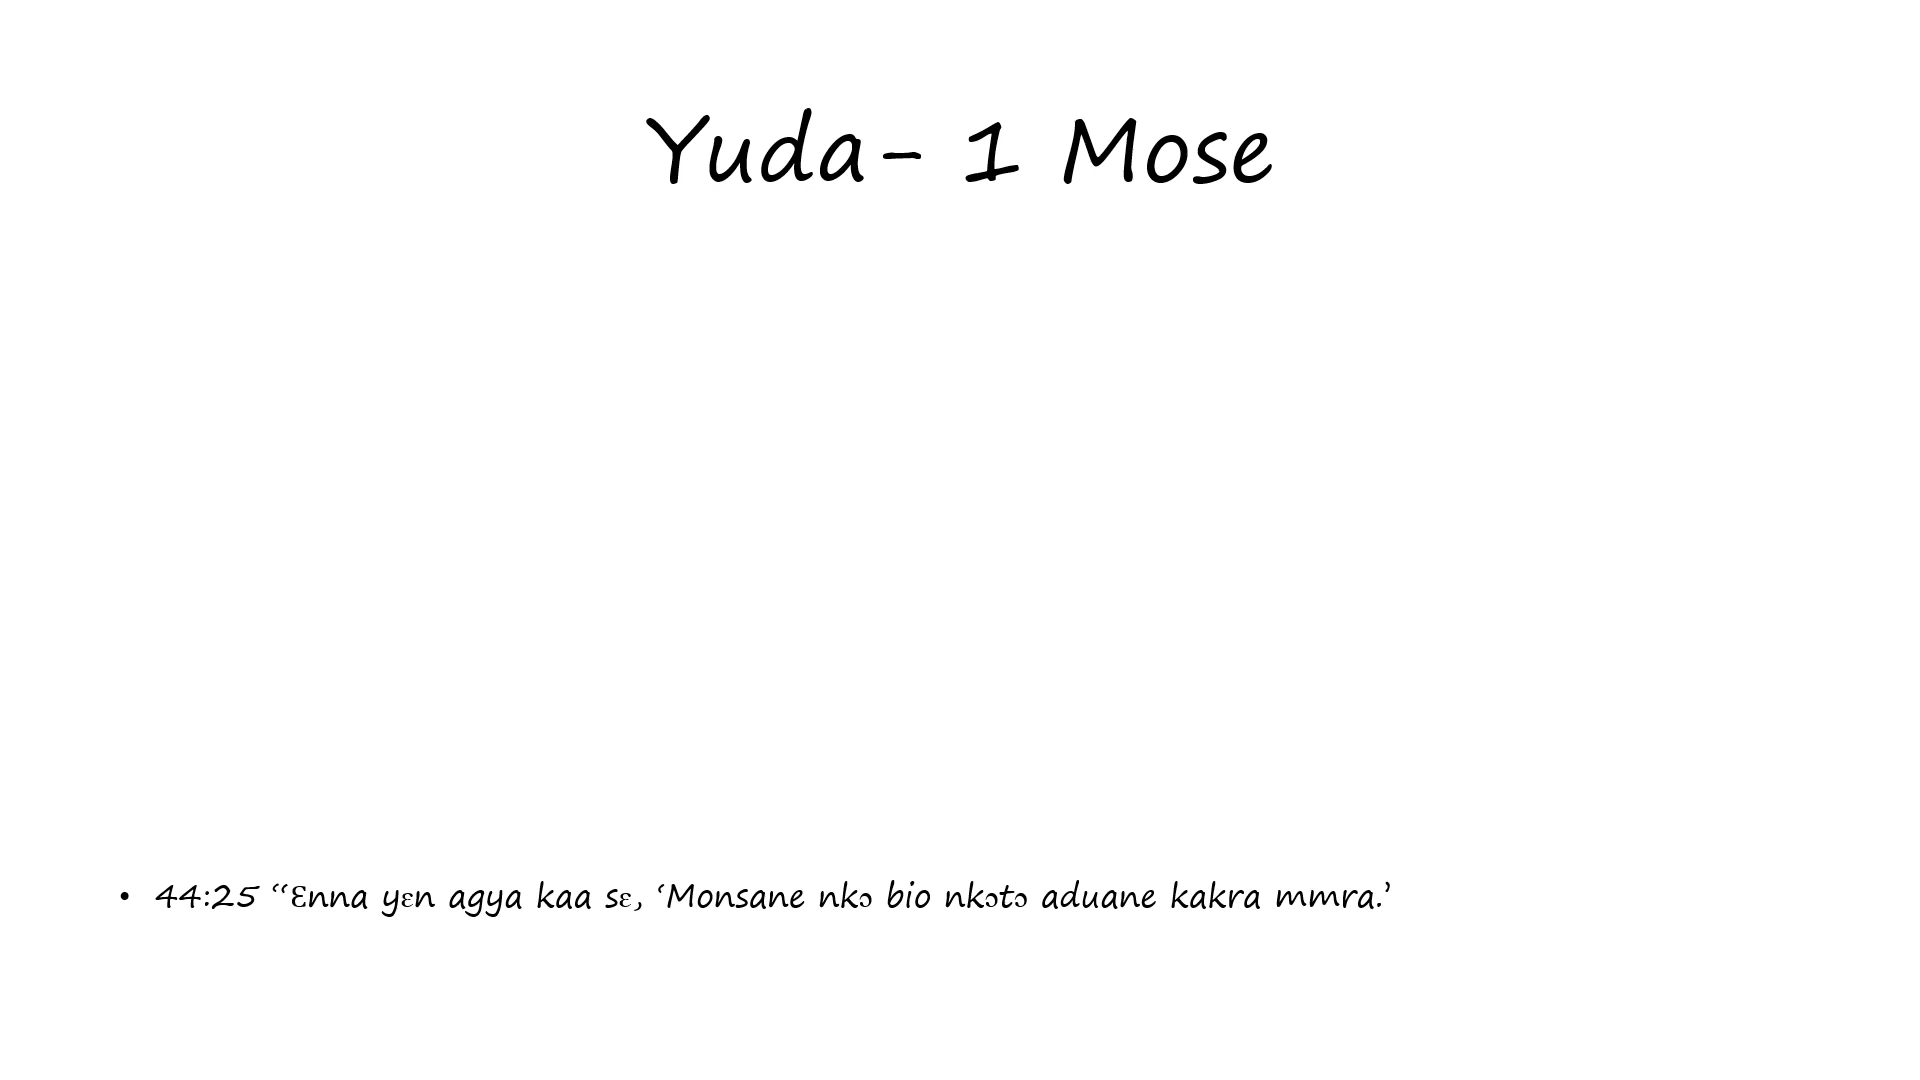 Yuda- 1 Mose
• 44:25 “Ɛnna yɛn agya kaa sɛ, ‘Monsane nkɔ bio nkɔtɔ aduane kakra mmra.’